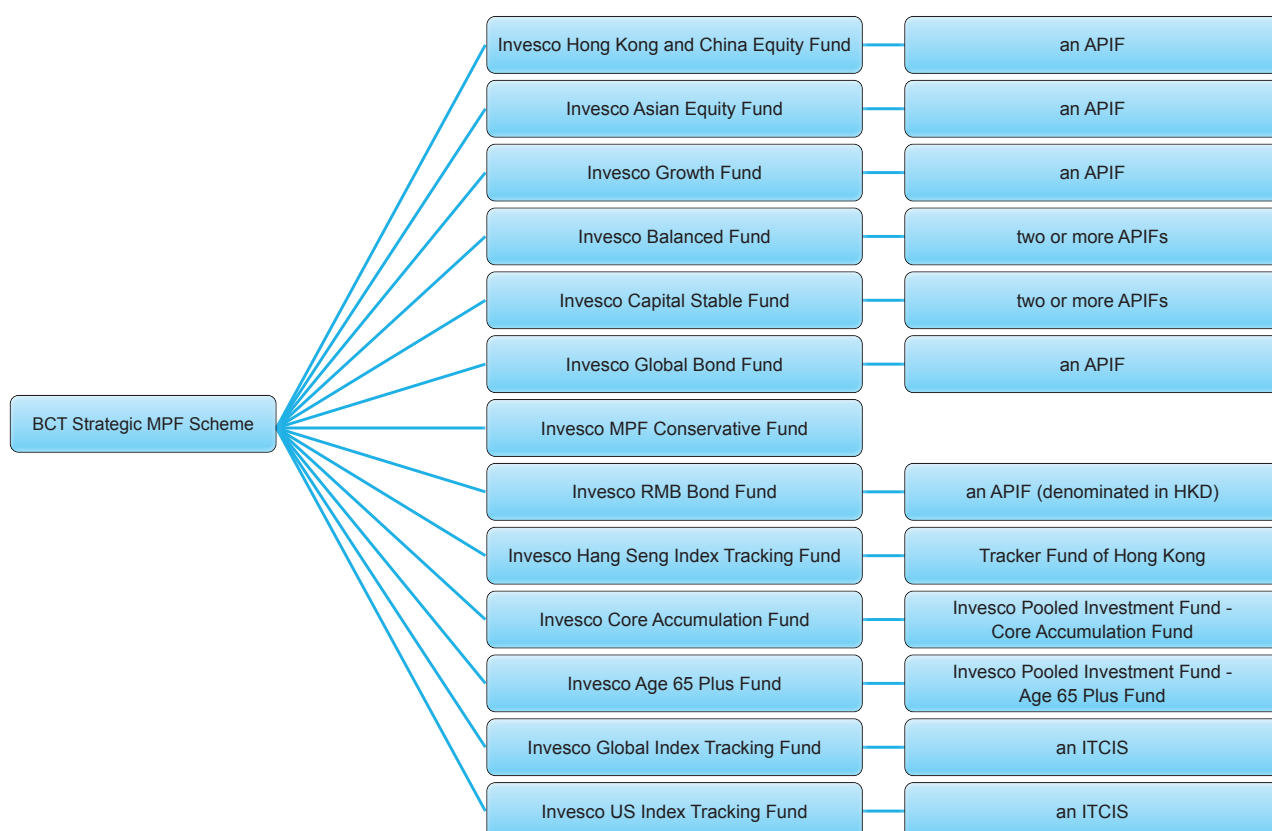 Invesco Hong Kong and China Equity Fund
an APIF
Invesco Asian Equity Fund
an APIF
Invesco Growth Fund
an APIF
Invesco Balanced Fund
two or more APIFs
Invesco Capital Stable Fund
two or more APIFs
Invesco Global Bond Fund
an APIF
BCT Strategic MPF Scheme
Invesco MPF Conservative Fund
Invesco RMB Bond Fund
an APIF (denominated in HKD)
Invesco Hang Seng Index Tracking Fund
Tracker Fund of Hong Kong
Invesco Core Accumulation Fund
Invesco Pooled Investment Fund -
Core Accumulation Fund
Invesco Age 65 Plus Fund
Invesco Pooled Investment Fund -
Age 65 Plus Fund
Invesco Global Index Tracking Fund
an ITCIS
Invesco US Index Tracking Fund
an ITCIS